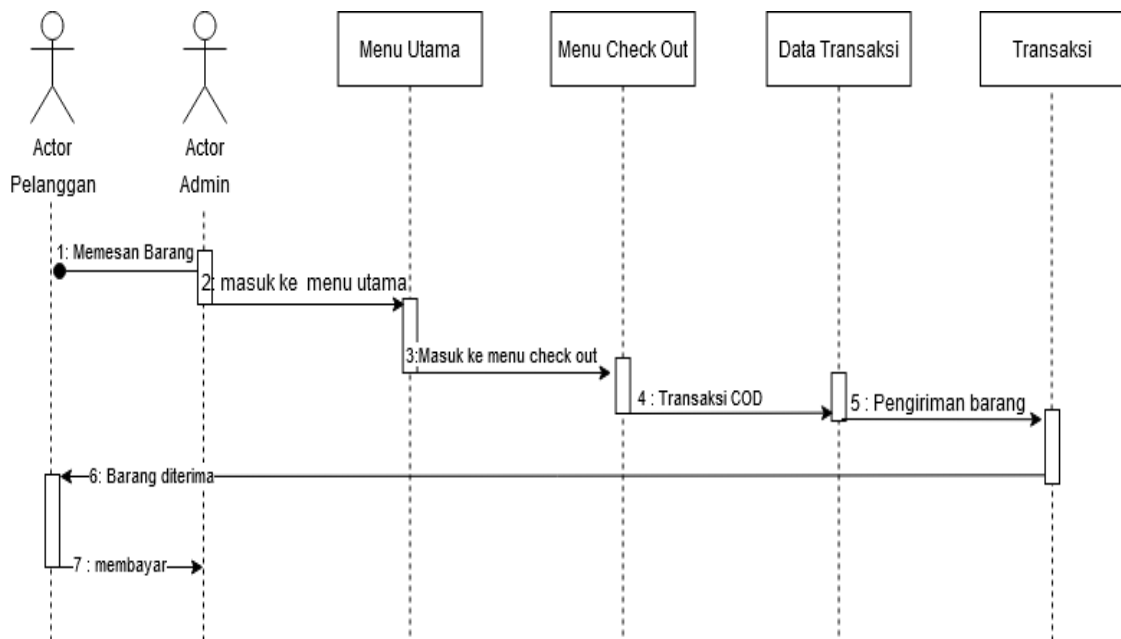 Menu Utama
Menu Check Out
Data Transaksi
Transaksi
Actor
Pelanggan
Actor
Admin
1: Memesan Barang
2: masuk ke menu utama
3:Masuk ke menu check out
4 : Transaksi COD
5 : Pengiriman barang
6: Barang diterima
7 : membayar